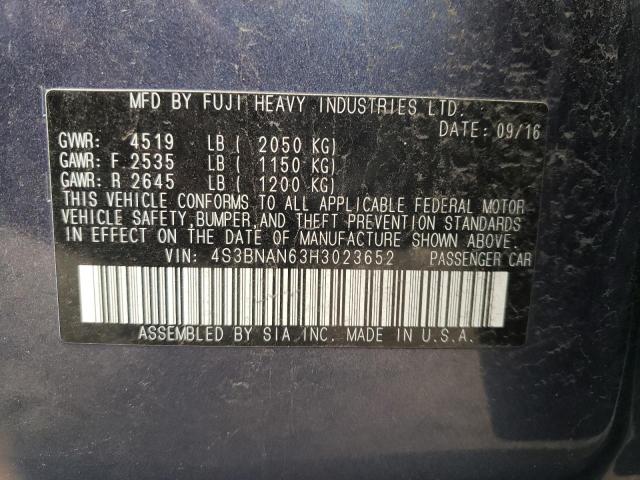 MFD BY FUJI HEAVY INDUSTRIES LTD.
DATE: 09/16
GVWR: 4519 LB ( 2050 KG)
GAWR: F 2535 LB ( 1150 KG)
GAWR: R 2645 LB ( 1200 KG)
THIS VEHICLE CONFORMS TO ALL APPLICABLE FEDERAL MOTOR
VEHICLE SAFETY,BUMPER,AND THEFT PREVENTION STANDARDS
IN EFFECT ON THE DATE OF MANUFACTURE SHOWN ABOVE.
VIN: 4S3BNAN63H3023652 PASSENGER CAR
ASSEMBLED BY SIA INC. MADE IN U.S.A.